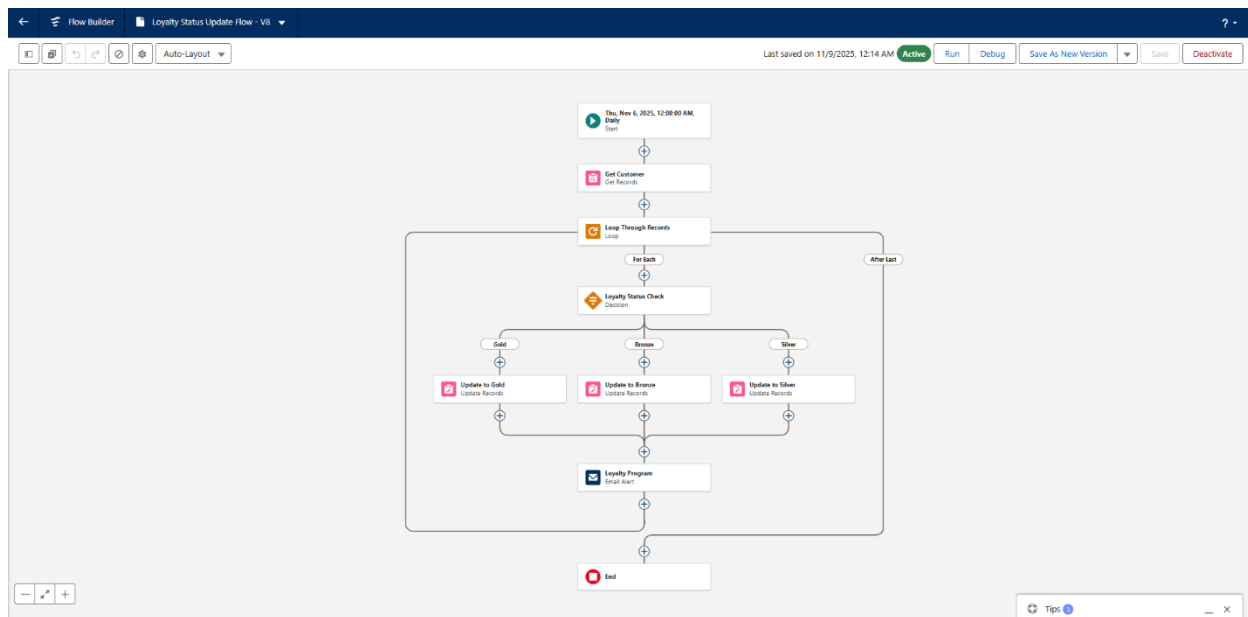 Flow Builder
Loyalty Status Update Flow - V8
?
Auto-Layout
Last saved on 11/9/2025, 12:14 AM
Active
Run
Debug
Save As New Version
Save
Deactivate
Thu, Nov 6, 2025, 12:00:00 AM,
Daily
Start
Get Customer
Get Records
Loop Through Records
Loop
For Each
After Last
Loyalty Status Check
Decision
Gold
Bronze
Silver
Update to Gold
Update Records
Update to Bronze
Update Records
Update to Silver
Update Records
Loyalty Program
Email Alert
End
Tips